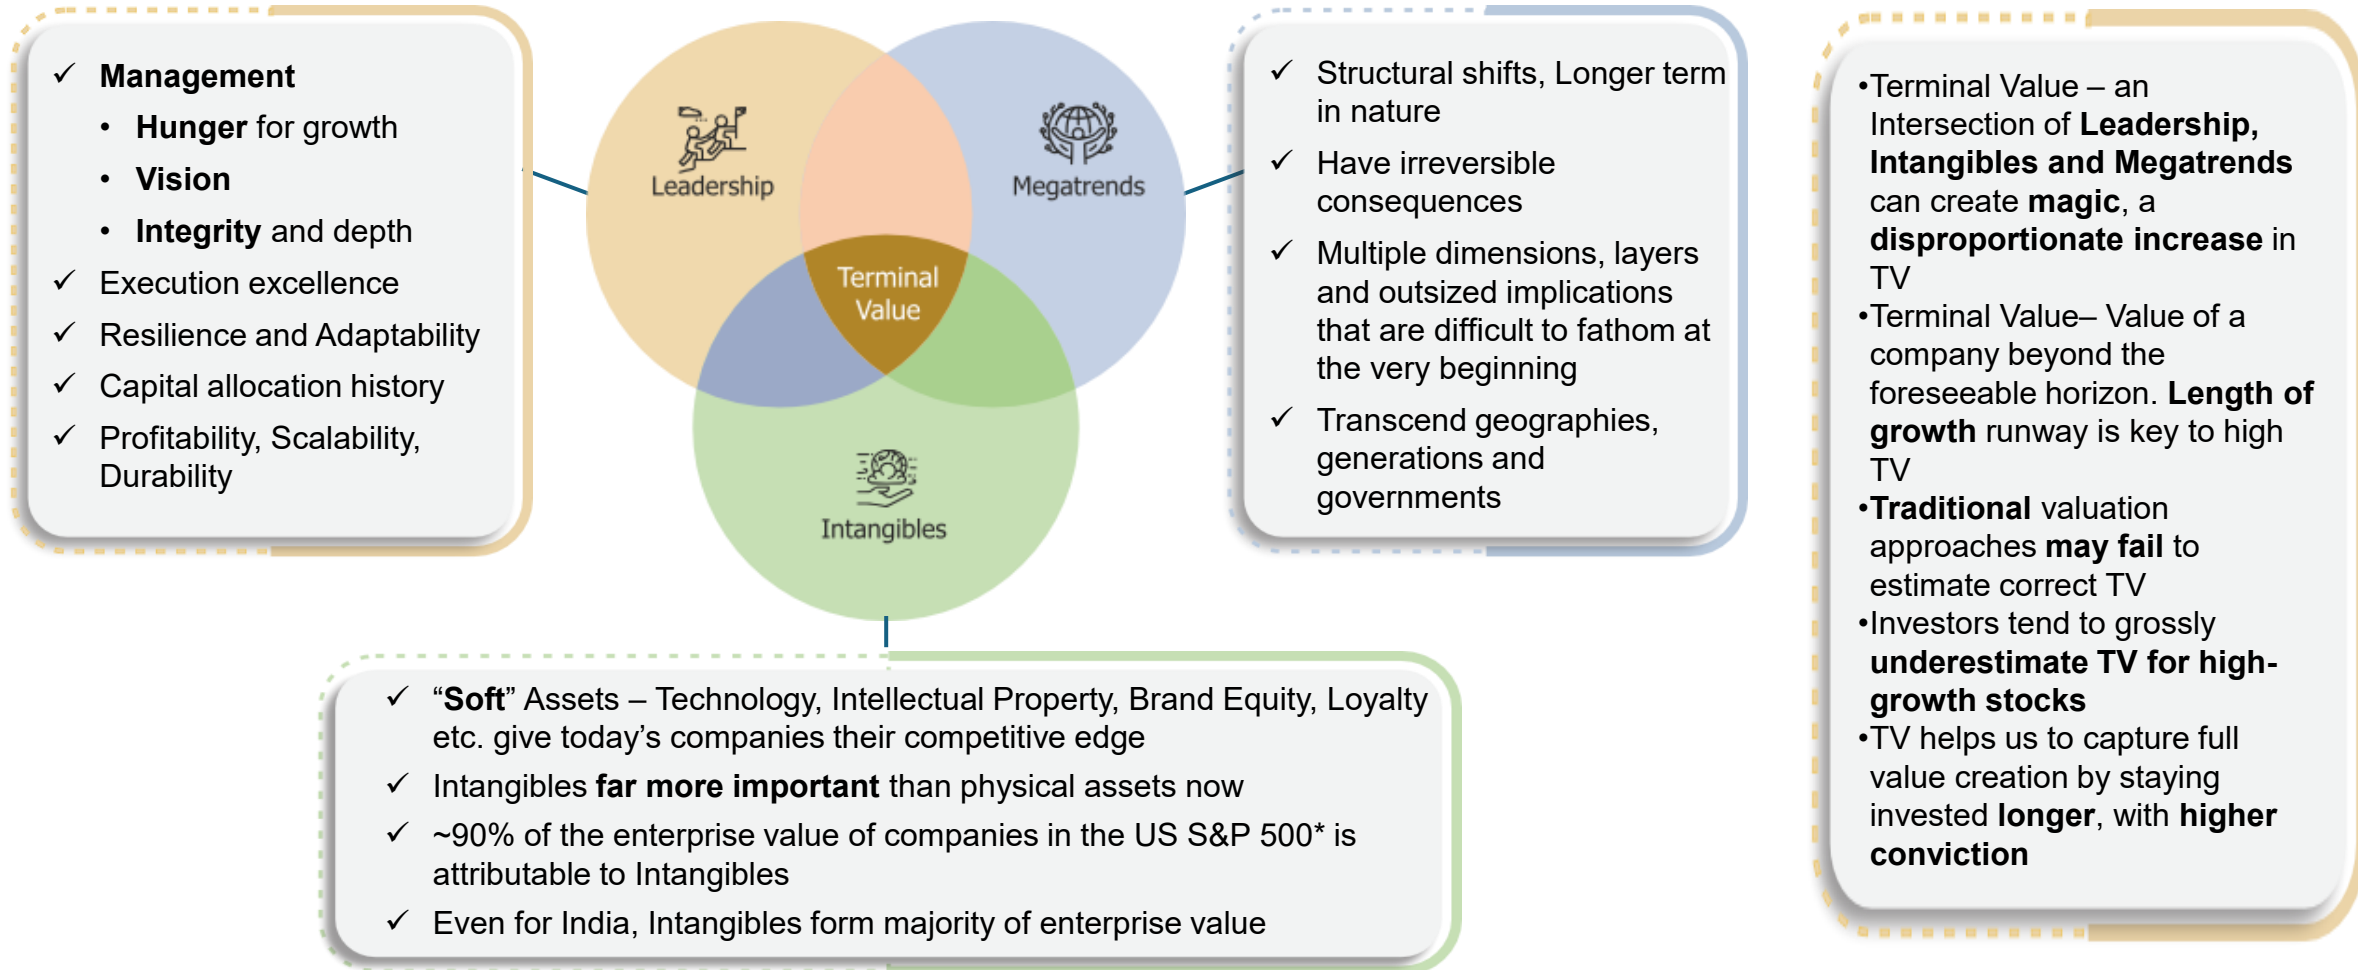 ✓ Management
• Hunger for growth
• Vision
• Integrity and depth
✓ Execution excellence
✓ Resilience and Adaptability
✓ Capital allocation history
✓ Profitability, Scalability,
Durability
Leadership
Megatrends
Terminal
Value
Intangibles
✓ Structural shifts, Longer term
in nature
✓ Have irreversible
consequences
✓ Multiple dimensions, layers
and outsized implications
that are difficult to fathom at
the very beginning
✓ Transcend geographies,
generations and
governments
✓ “Soft” Assets – Technology, Intellectual Property, Brand Equity, Loyalty
etc. give today’s companies their competitive edge
✓ Intangibles far more important than physical assets now
✓ ~90% of the enterprise value of companies in the US S&P 500* is
attributable to Intangibles
✓ Even for India, Intangibles form majority of enterprise value
•Terminal Value – an
Intersection of Leadership,
Intangibles and Megatrends
can create magic, a
disproportionate increase in
TV
•Terminal Value– Value of a
company beyond the
foreseeable horizon. Length of
growth runway is key to high
TV
•Traditional valuation
approaches may fail to
estimate correct TV
•Investors tend to grossly
underestimate TV for high-
growth stocks
•TV helps us to capture full
value creation by staying
invested longer, with higher
conviction